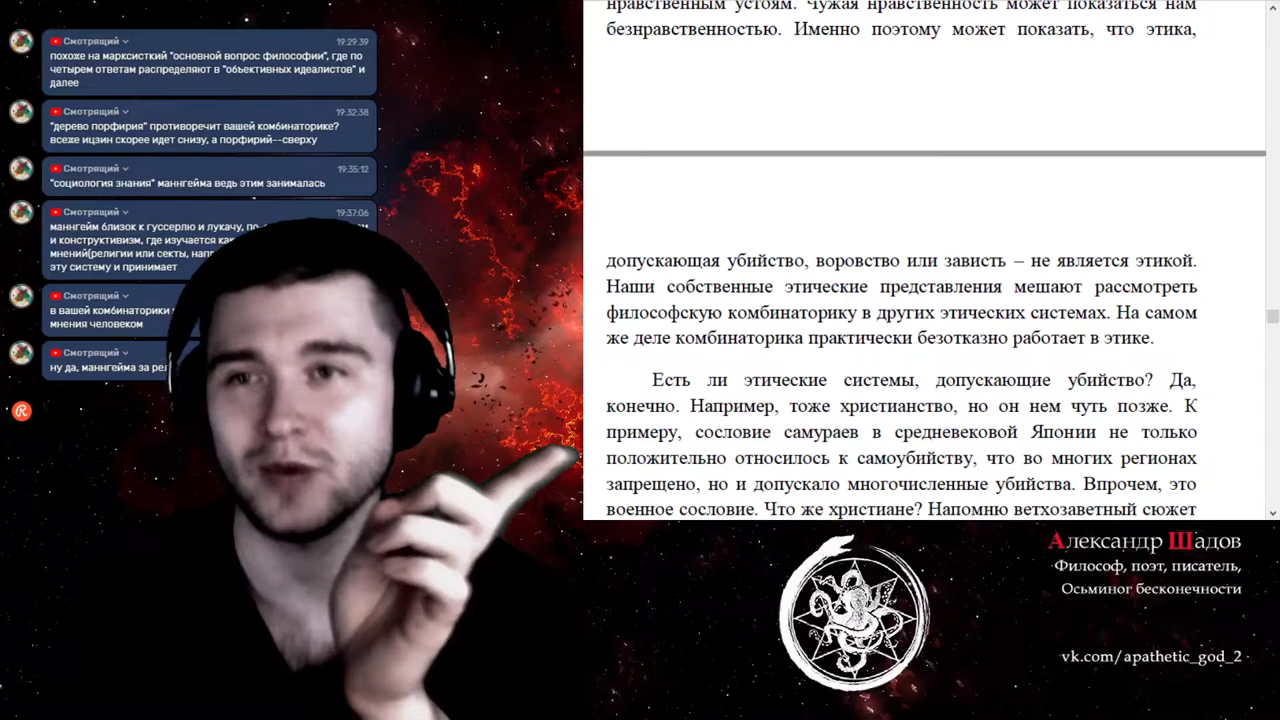 Смотрящий
19:29:39
похоже на марксисткий "основной вопрос философии", где по
четырем ответам распределяют в "объективных идеалистов" и
далее
Смотрящий
19:32:38
"дерево порфирия" противоречит вашей комбинаторике?
всехе ицзин скорее идет снизу, а порфирий--сверху
Смотрящий
19:35:12
"социология знания" маннгейма ведь этим занималась
Смотрящий
19:37:06
маннгейм близок к гуссерлю и лукачу,
и конструктивизм, где изучается
мнений(религии или секты,
эту систему и принимает
Смотрящий
в вашей комбинаторики
мнения человеком
Смотрящий
ну да, маннгейма за
нравственным устоям. Чужая нравственность может показаться нам
безнравственностью. Именно поэтому может показать, что этика,
допускающая убийство, воровство или зависть – не является этикой.
Наши собственные этические представления мешают рассмотреть
философскую комбинаторику в других этических системах. На самом
же деле комбинаторика практически безотказно работает в этике.
Есть ли этические системы, допускающие убийство? Да,
конечно. Например, тоже христианство, но он нем чуть позже. К
примеру, сословие самураев в средневековой Японии не только
положительно относилось к самоубийству, что во многих регионах
запрещено, но и допускало многочисленные убийства. Впрочем, это
военное сословие. Что же христиане? Напомню ветхозаветный сюжет
Александр Шадов
Философ, поэт, писатель,
Осьминог бесконечности
vk.com/apathetic_god_2